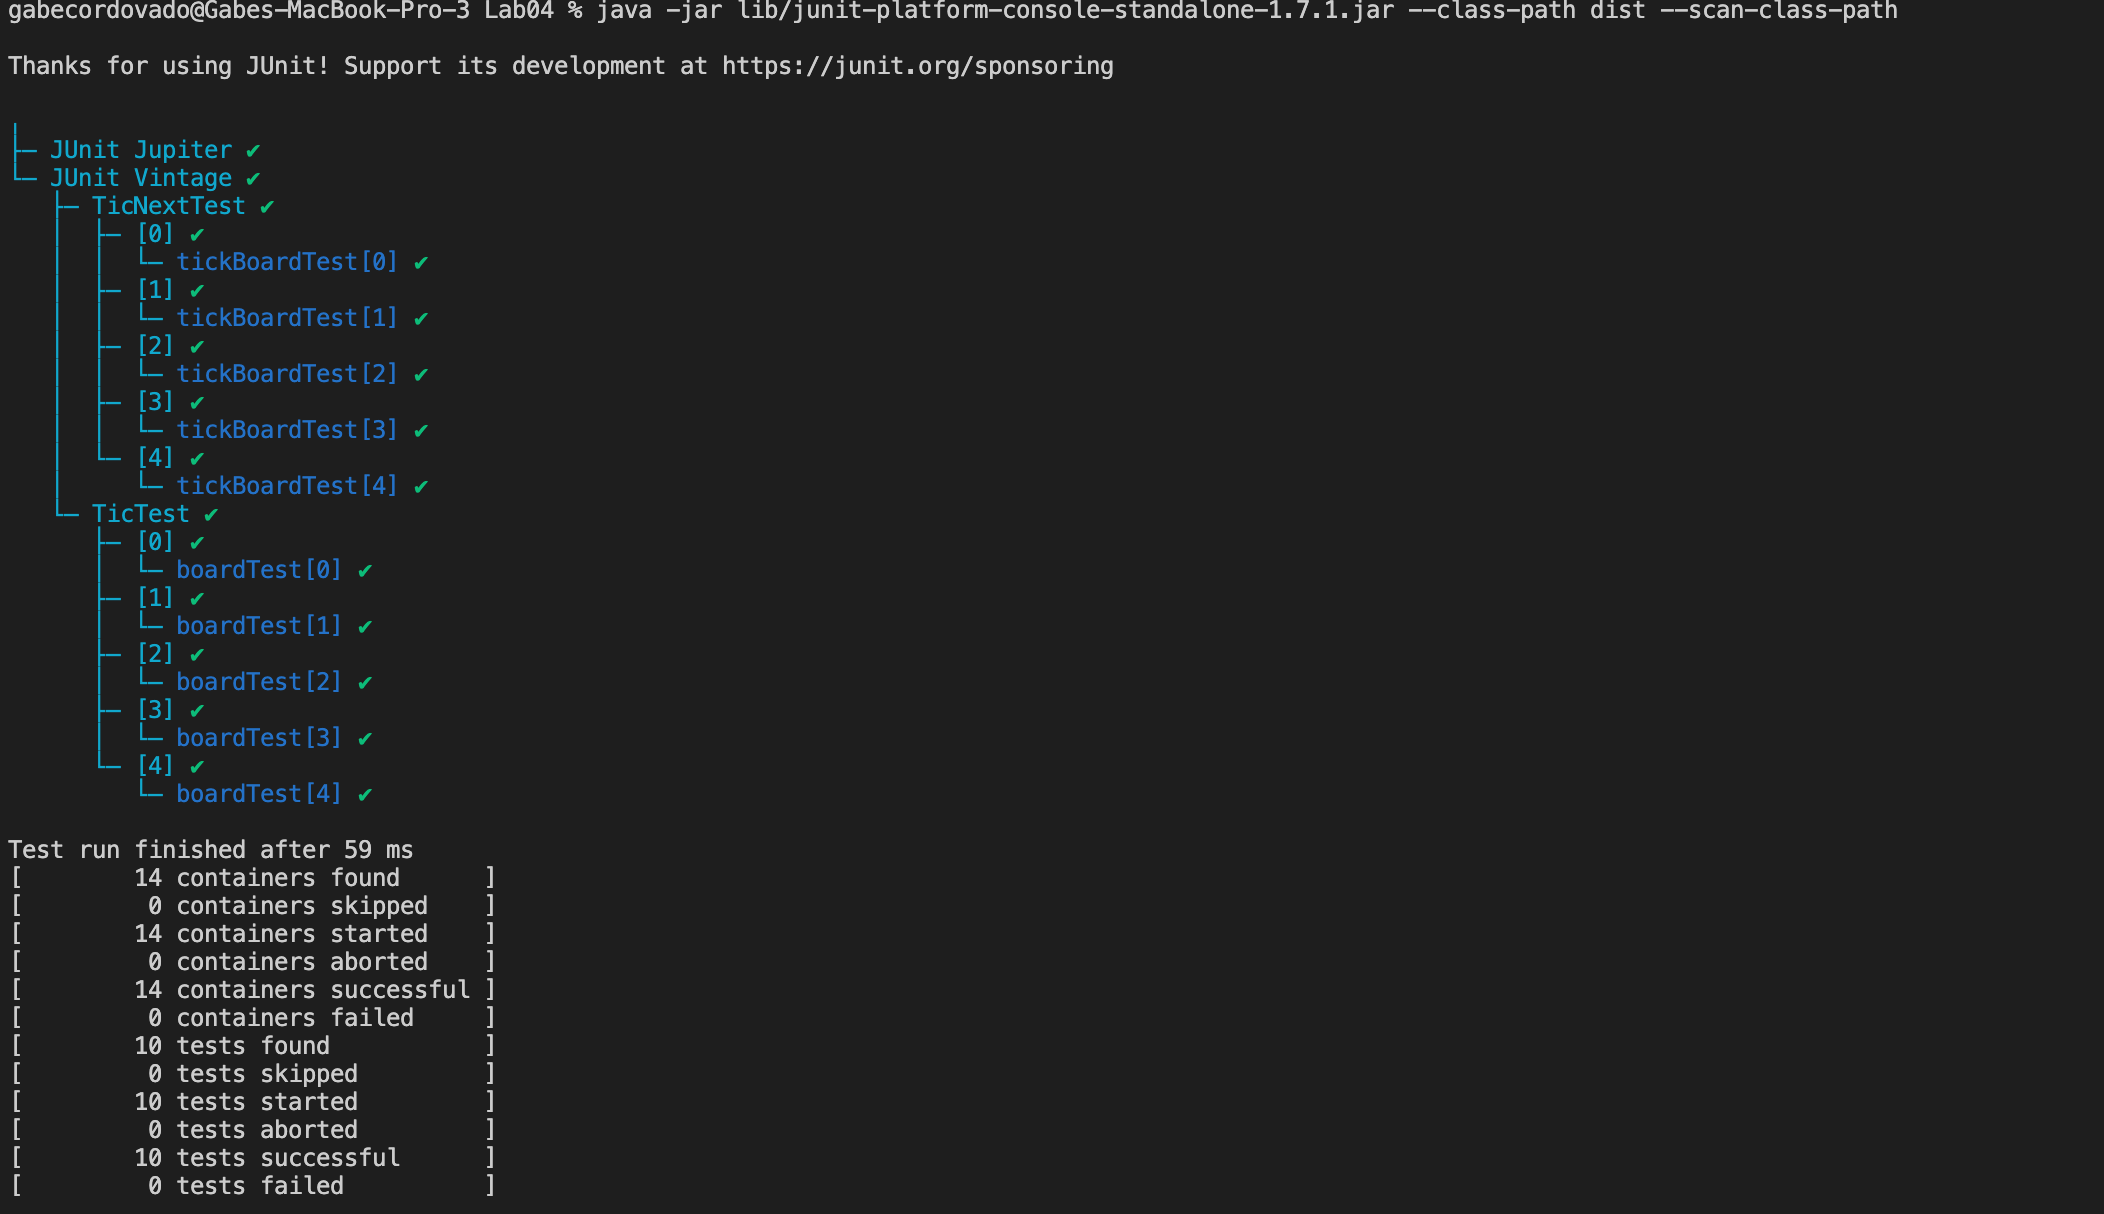 gabecordovado@Gabes-MacBook-Pro-3 Lab04 % java -jar lib/junit-platform-console-standalone-1.7.1.jar --class-path dist --scan-class-path

Thanks for using JUnit! Support its development at https://junit.org/sponsoring

╷
├─ JUnit Jupiter ✔
└─ JUnit Vintage ✔
   ├─ TicNextTest ✔
   │  ├─ [0] ✔
   │  │  └─ tickBoardTest[0] ✔
   │  ├─ [1] ✔
   │  │  └─ tickBoardTest[1] ✔
   │  ├─ [2] ✔
   │  │  └─ tickBoardTest[2] ✔
   │  ├─ [3] ✔
   │  │  └─ tickBoardTest[3] ✔
   │  └─ [4] ✔
   │     └─ tickBoardTest[4] ✔
   └─ TicTest ✔
      ├─ [0] ✔
      │  └─ boardTest[0] ✔
      ├─ [1] ✔
      │  └─ boardTest[1] ✔
      ├─ [2] ✔
      │  └─ boardTest[2] ✔
      ├─ [3] ✔
      │  └─ boardTest[3] ✔
      └─ [4] ✔
         └─ boardTest[4] ✔

Test run finished after 59 ms
[        14 containers found      ]
[         0 containers skipped    ]
[        14 containers started    ]
[         0 containers aborted    ]
[        14 containers successful ]
[         0 containers failed     ]
[        10 tests found           ]
[         0 tests skipped         ]
[        10 tests started         ]
[         0 tests aborted         ]
[        10 tests successful      ]
[         0 tests failed          ]